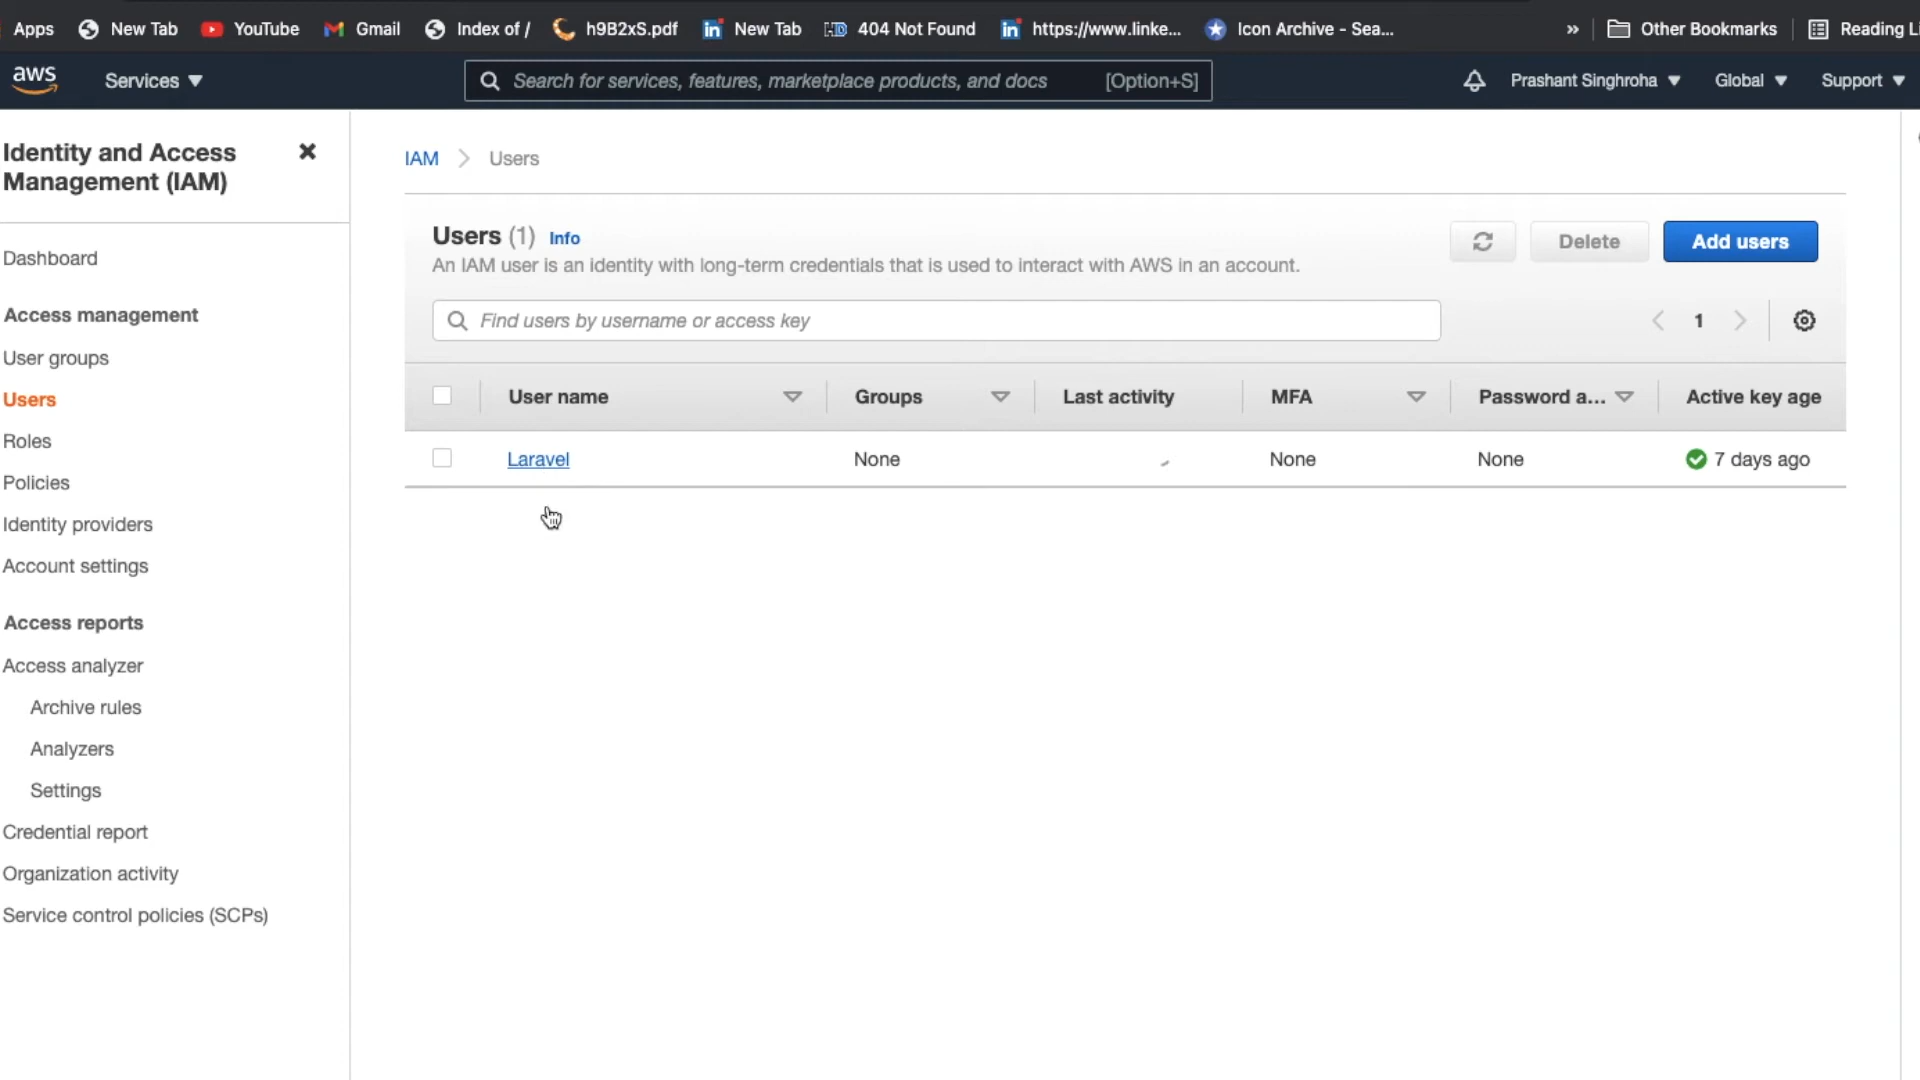 Apps New Tab YouTube Gmail Index of / h9B2xS.pdf New Tab 404 Not Found https://www.linke... Icon Archive - Sea... » Other Bookmarks Reading Li
aws Services Search for services, features, marketplace products, and docs [Option+S] Prashant Singhroha Global Support
Identity and Access
Management (IAM)
Dashboard
Access management
User groups
Users
Roles
Policies
Identity providers
Account settings
Access reports
Access analyzer
Archive rules
Analyzers
Settings
Credential report
Organization activity
Service control policies (SCPs)
IAM Users
Users (1) Info
An IAM user is an identity with long-term credentials that is used to interact with AWS in an account.
Delete Add users
Find users by username or access key
1
User name Groups Last activity MFA Password a... Active key age
Laravel None None None 7 days ago